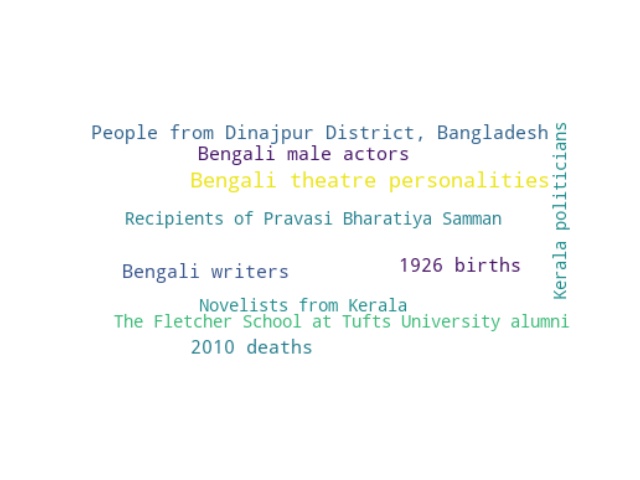 People from Dinajpur District, Bangladesh
Bengali male actors
Bengali theatre personalities
Kerala politicians
Recipients of Pravasi Bharatiya Samman
1926 births
Bengali writers
Novelists from Kerala
The Fletcher School at Tufts University alumni
2010 deaths